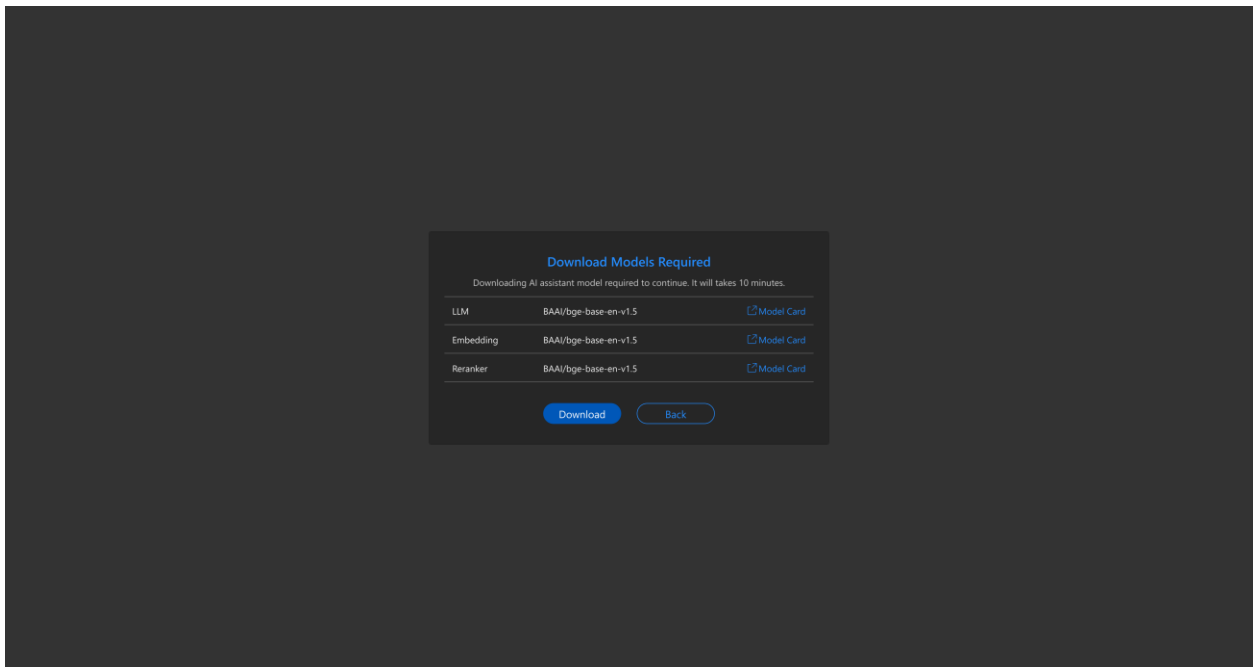 Download Models Required
Downloading AI assistant model required to continue. It will takes 10 minutes.
LLM BAAI/bge-base-en-v1.5 Model Card
Embedding BAAI/bge-base-en-v1.5 Model Card
Reranker BAAI/bge-base-en-v1.5 Model Card
Download Back